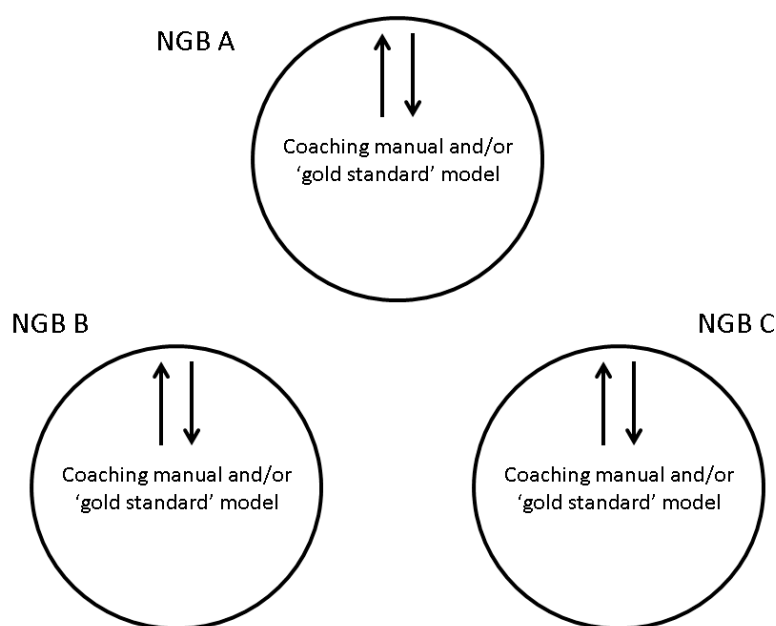 NGB A
Coaching manual and/or
‘gold standard’ model
NGB B
Coaching manual and/or
‘gold standard’ model
NGB C
Coaching manual and/or
‘gold standard’ model